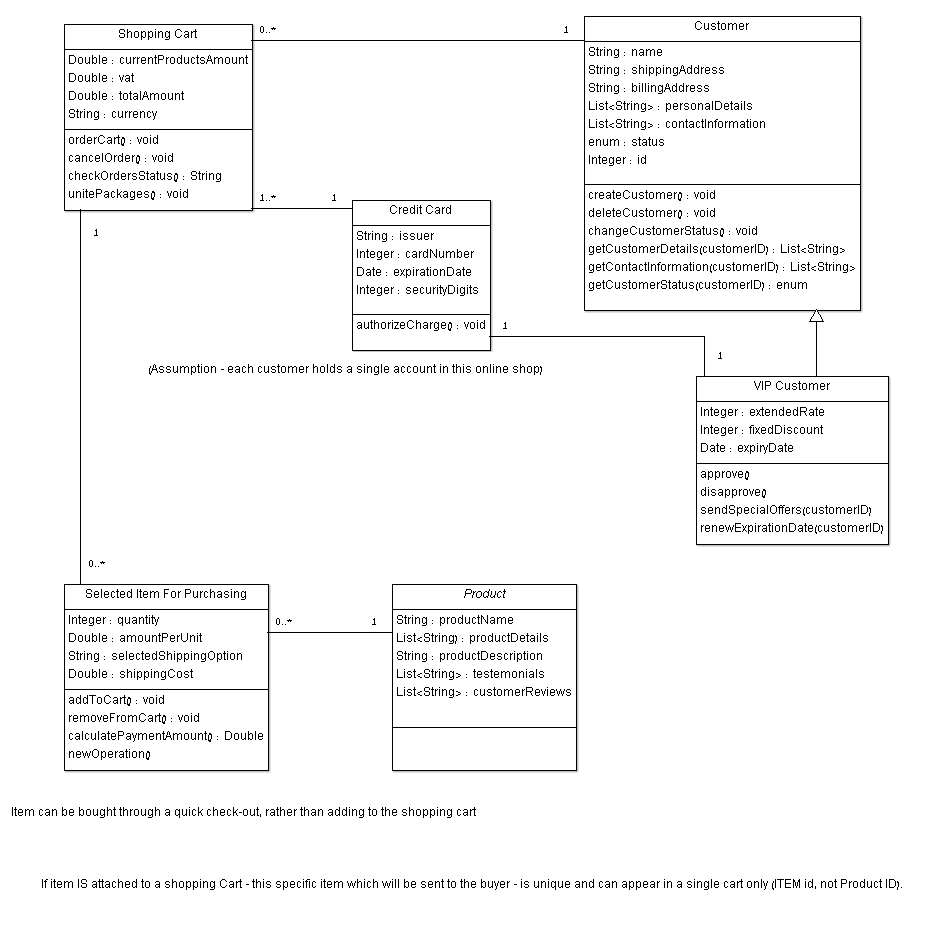 Shopping Cart
Double : currentProductsAmount
Double : vat
Double : totalAmount
String : currency
orderCart() : void
cancelOrder() : void
checkOrdersStatus() : String
unitePackages() : void
0..*
1
Customer
String : name
String : shippingAddress
String : billingAddress
List<String> : personalDetails
List<String> : contactInformation
enum : status
Integer : id
createCustomer() : void
deleteCustomer() : void
changeCustomerStatus() : void
getCustomerDetails(customerID) : List<String>
getContactInformation(customerID) : List<String>
getCustomerStatus(customerID) : enum
1..*
1
Credit Card
String : issuer
Integer : cardNumber
Date : expirationDate
Integer : securityDigits
authorizeCharge() : void
1
1
1
(Assumption - each customer holds a single account in this online shop)
VIP Customer
Integer : extendedRate
Integer : fixedDiscount
Date : expiryDate
approve()
disapprove()
sendSpecialOffers(customerID)
renewExpirationDate(customerID)
0..*
Selected Item For Purchasing
Integer : quantity
Double : amountPerUnit
String : selectedShippingOption
Double : shippingCost
addToCart() : void
removeFromCart() : void
calculatePaymentAmount() : Double
newOperation()
0..*
1
Product
String : productName
List<String) : productDetails
String : productDescription
List<String> : testemonials
List<String> : customerReviews
Item can be bought through a quick check-out, rather than adding to the shopping cart
If item IS attached to a shopping Cart - this specific item which will be sent to the buyer - is unique and can appear in a single cart only (ITEM id, not Product ID).